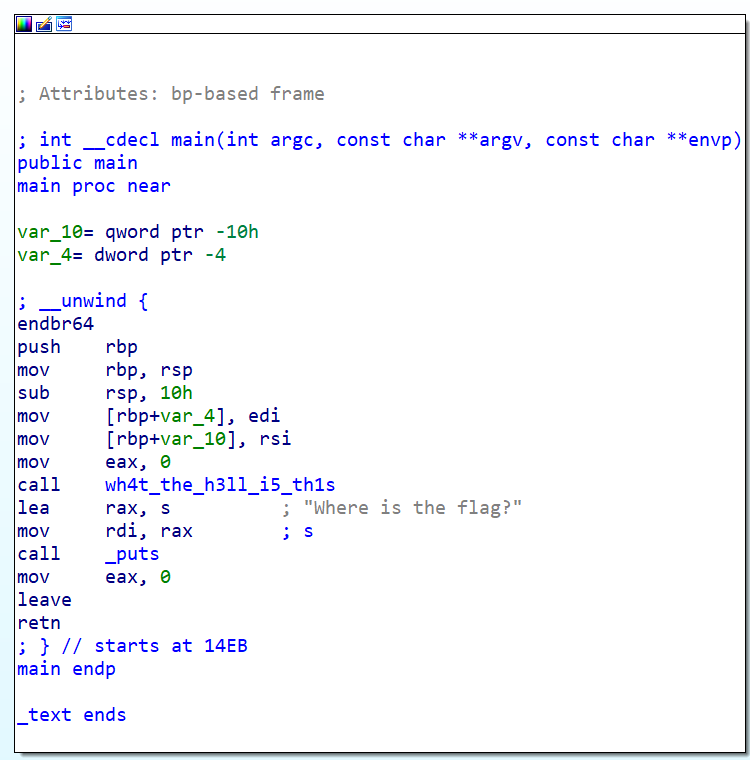 ; Attributes: bp-based frame
; int __cdecl main(int argc, const char **argv, const char **envp)
public main
main proc near
var_10= qword ptr -10h
var_4= dword ptr -4
; __unwind {
endbr64
push    rbp
mov     rbp, rsp
sub     rsp, 10h
mov     [rbp+var_4], edi
mov     [rbp+var_10], rsi
mov     eax, 0
call    wh4t_the_h3ll_i5_th1s
lea     rax, s          ; "Where is the flag?"
mov     rdi, rax        ; s
call    _puts
mov     eax, 0
leave
retn
; } // starts at 14EB
main endp
_text ends